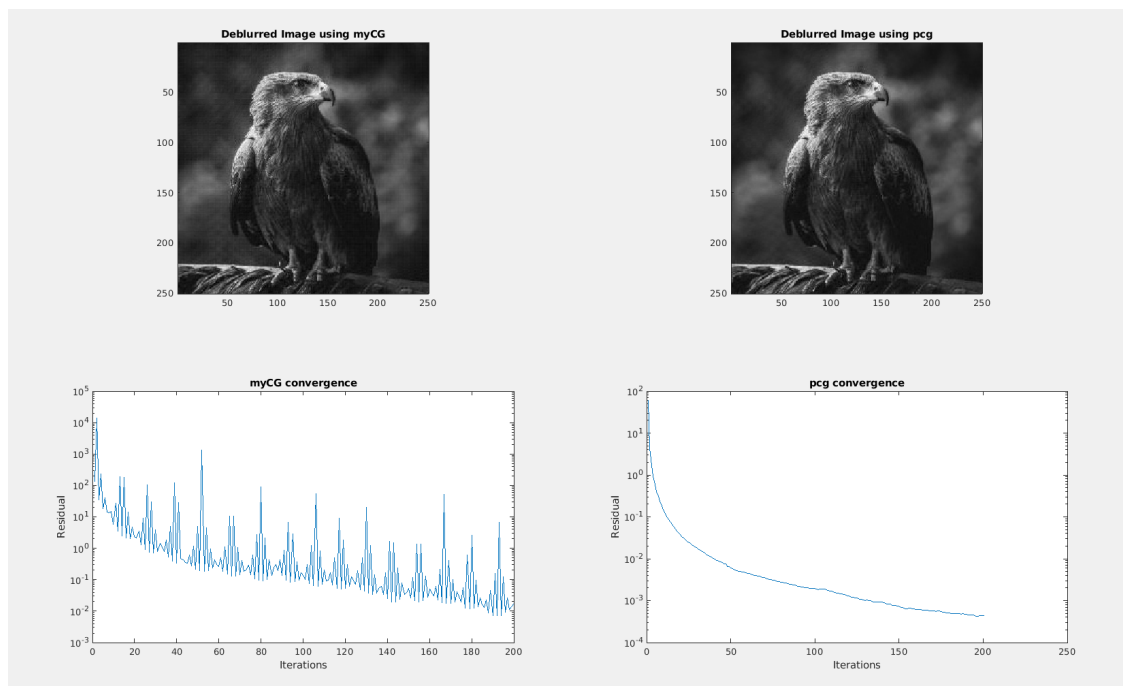 Deblurred Image using myCG
50
100
150
200
250
50 100 150 200 250
Deblurred Image using pcg
50
100
150
200
250
50 100 150 200 250
myCG convergence
10^5
10^4
10^3
10^2
10^1
10^0
10^-1
10^-2
10^-3
Residual
0 20 40 60 80 100 120 140 160 180 200
Iterations
pcg convergence
10^2
10^1
10^0
10^-1
10^-2
10^-3
10^-4
Residual
0 50 100 150 200 250
Iterations